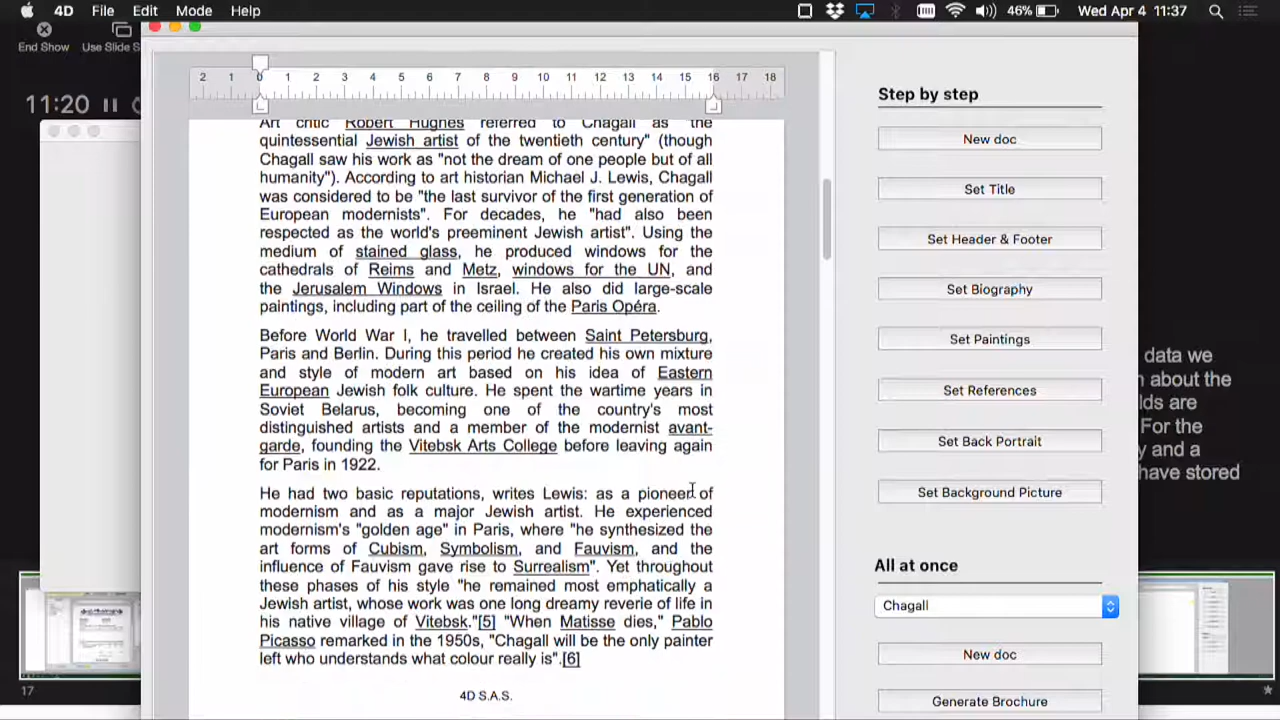 4D File Edit Mode Help 46% Wed Apr 4 11:37
End Show Use Slide S
11:20
2 1 0 1 2 3 4 5 6 7 8 9 10 11 12 13 14 15 16 17 18
Art critic Robert Hughes referred to Chagall as "the
quintessential Jewish artist of the twentieth century" (though
Chagall saw his work as "not the dream of one people but of all
humanity"). According to art historian Michael J. Lewis, Chagall
was considered to be "the last survivor of the first generation of
European modernists". For decades, he "had also been
respected as the world's preeminent Jewish artist". Using the
medium of stained glass, he produced windows for the
cathedrals of Reims and Metz, windows for the UN, and
the Jerusalem Windows in Israel. He also did large-scale
paintings, including part of the ceiling of the Paris Opéra.
Before World War I, he travelled between Saint Petersburg,
Paris and Berlin. During this period he created his own mixture
and style of modern art based on his idea of Eastern
European Jewish folk culture. He spent the wartime years in
Soviet Belarus, becoming one of the country's most
distinguished artists and a member of the modernist avant-
garde, founding the Vitebsk Arts College before leaving again
for Paris in 1922.
He had two basic reputations, writes Lewis: as a pioneer of
modernism and as a major Jewish artist. He experienced
modernism's "golden age" in Paris, where "he synthesized the
art forms of Cubism, Symbolism, and Fauvism, and the
influence of Fauvism gave rise to Surrealism". Yet throughout
these phases of his style "he remained most emphatically a
Jewish artist, whose work was one long dreamy reverie of life in
his native village of Vitebsk."[5] "When Matisse dies," Pablo
Picasso remarked in the 1950s, "Chagall will be the only painter
left who understands what colour really is".[6]
4D S.A.S.
Step by step
New doc
Set Title
Set Header & Footer
Set Biography
Set Paintings
Set References
Set Back Portrait
Set Background Picture
All at once
Chagall
New doc
Generate Brochure
data we
about the
lds are
For the
y and a
have stored
17